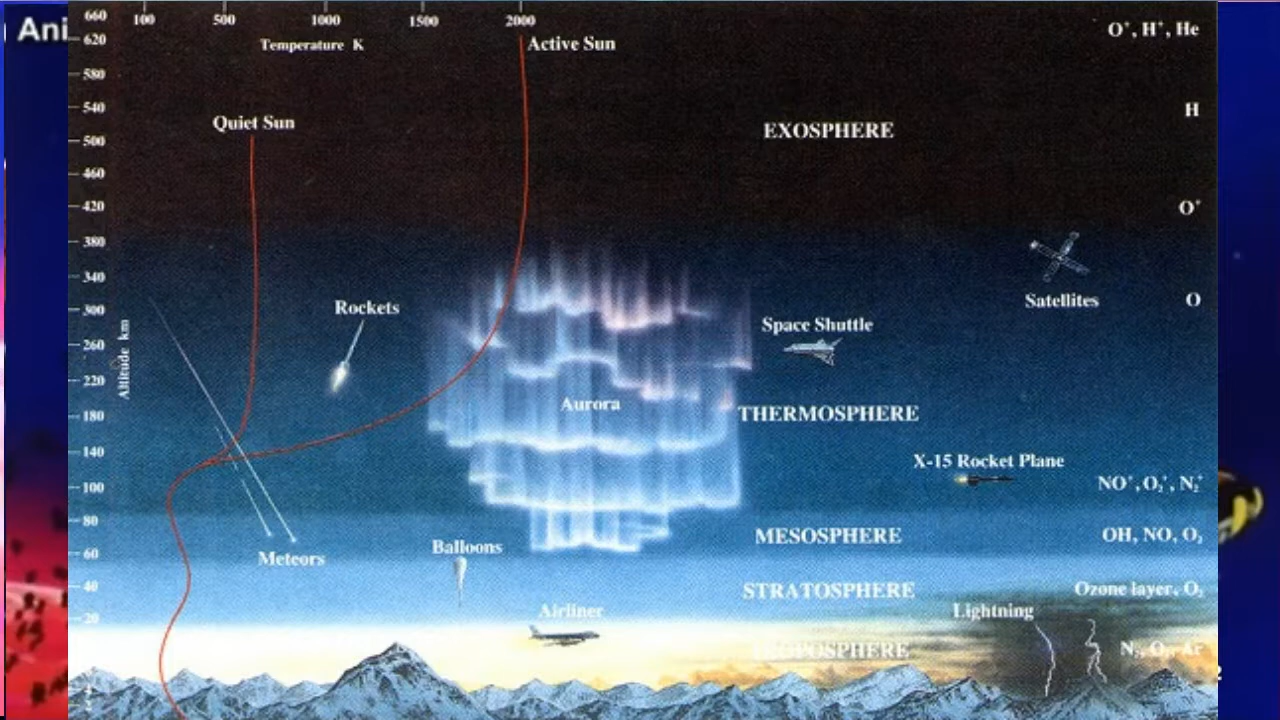 Ani
660 100 500 1000 1500 2000
O⁺, H⁺, He
620
Temperature K
Active Sun
580
540
H
Quiet Sun
EXOSPHERE
500
460
420
O⁺
380
340
Satellites
O
300
Rockets
Space Shuttle
Altitude km
260
220
Aurora
THERMOSPHERE
180
140
X-15 Rocket Plane
100
NO⁺, O₂⁺, N₂⁺
80
MESOSPHERE
OH, NO, O₃
60
Meteors
Balloons
40
STRATOSPHERE
Ozone layer, O₃
20
Airliner
Lightning
TROPOSPHERE
N₂, O₂, Ar